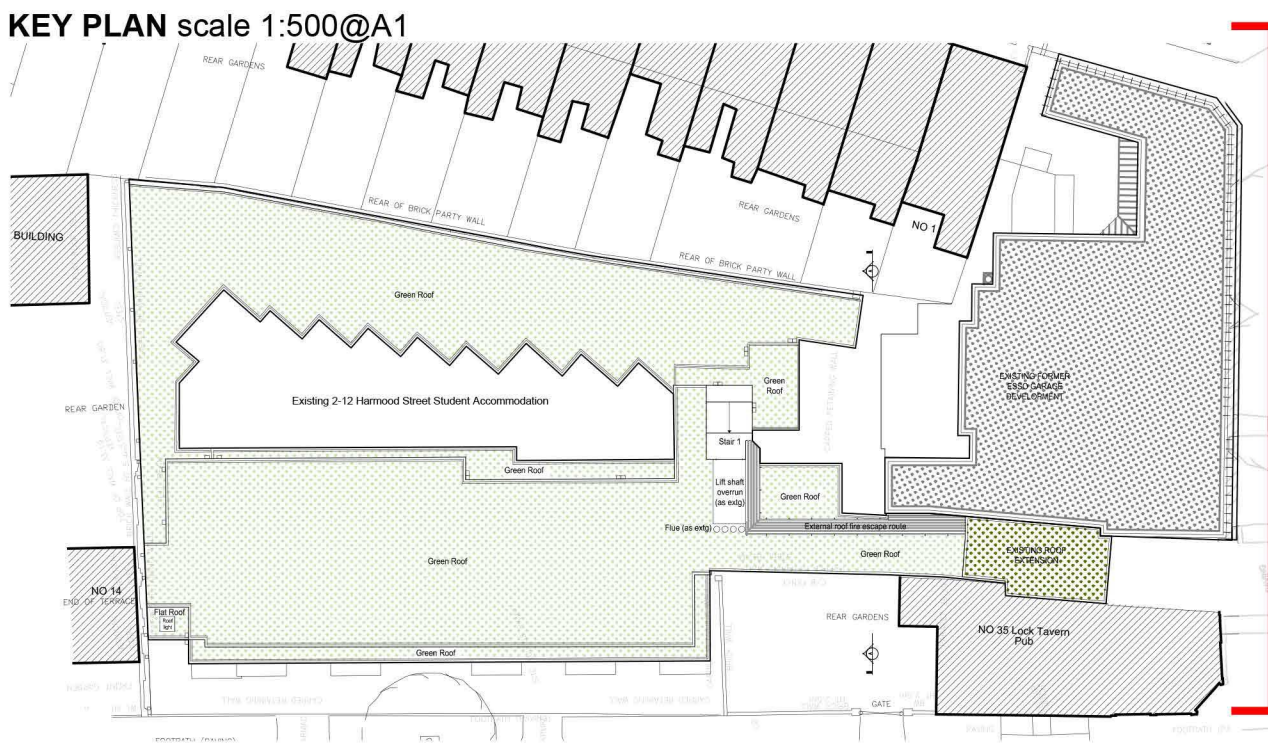 KEY PLAN scale 1:500@A1
REAR GARDENS
REAR OF BRICK PARTY WALL
REAR GARDENS
NO 1
BUILDING
REAR OF BRICK PARTY WALL
Green Roof
EXISTING FORMER
ESSO GARAGE
DEVELOPMENT
Green
Roof
REAR GARDEN
Existing 2-12 Harmood Street Student Accommodation
Stair 1
Green Roof
Lift shaft
overrun
(as extg)
Green Roof
Flue (as extg)
External roof fire escape route
Green Roof
Green Roof
EXISTING ROOF
EXTENSION
NO 14
END OF TERRACE
Flat Roof
Roof
light
REAR GARDENS
NO 35 Lock Tavern
Pub
Green Roof
GATE
FOOTPATH (PAVING)